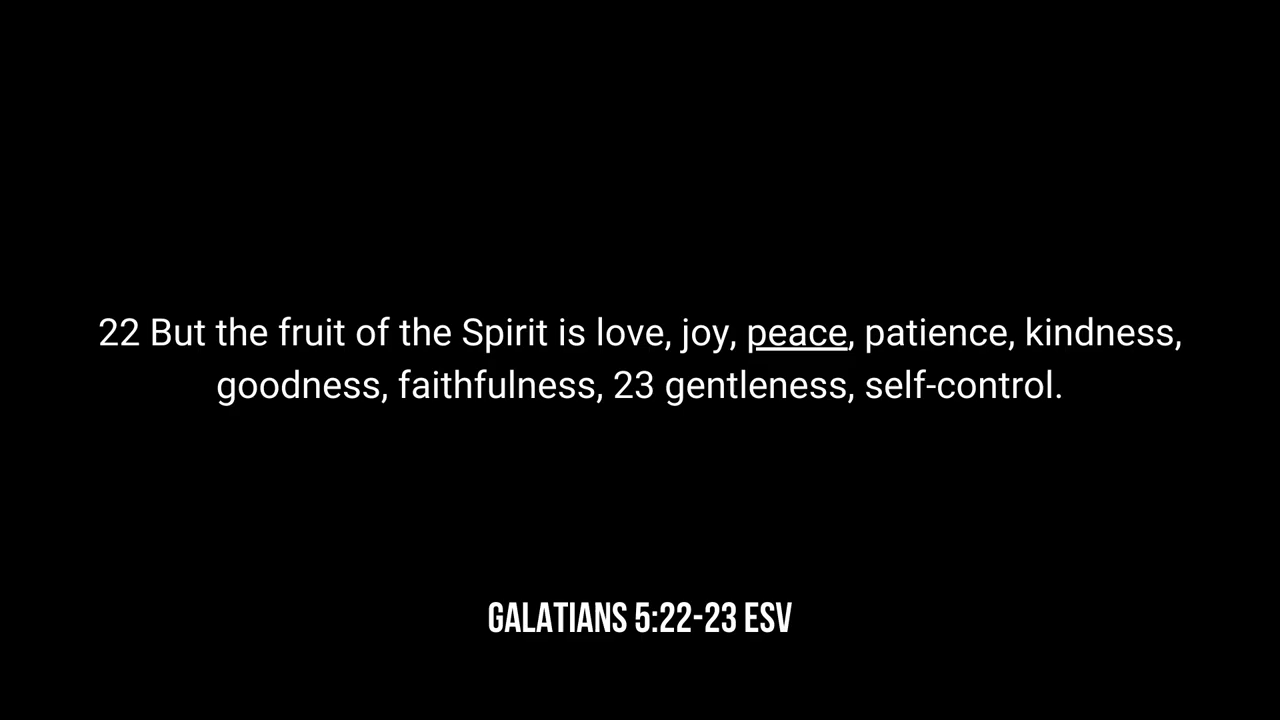 22 But the fruit of the Spirit is love, joy, peace, patience, kindness,
goodness, faithfulness, 23 gentleness, self-control.
GALATIANS 5:22-23 ESV